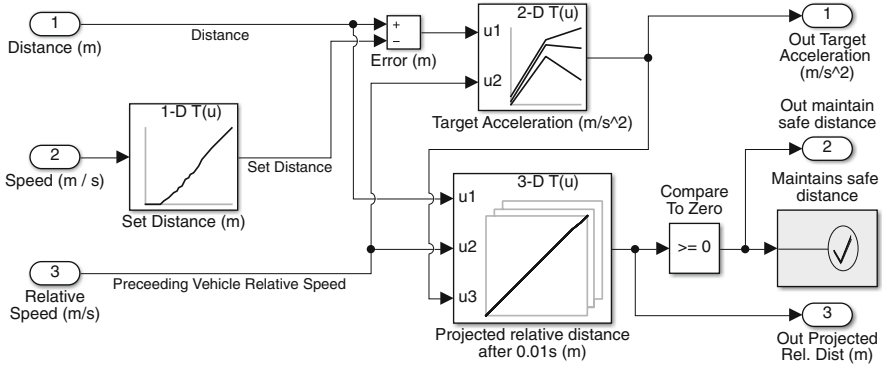 1
Distance (m)
Distance
+
−
Error (m)
2-D T(u)
u1
u2
Target Acceleration (m/s^2)
1
Out Target
Acceleration
(m/s^2)
2
Speed (m / s)
1-D T(u)
Set Distance (m)
Set Distance
Out maintain
safe distance
2
3
Relative
Speed (m/s)
Preceeding Vehicle Relative Speed
3-D T(u)
u1
u2
u3
Projected relative distance
after 0.01s (m)
Compare
To Zero
>= 0
Maintains safe
distance
3
Out Projected
Rel. Dist (m)